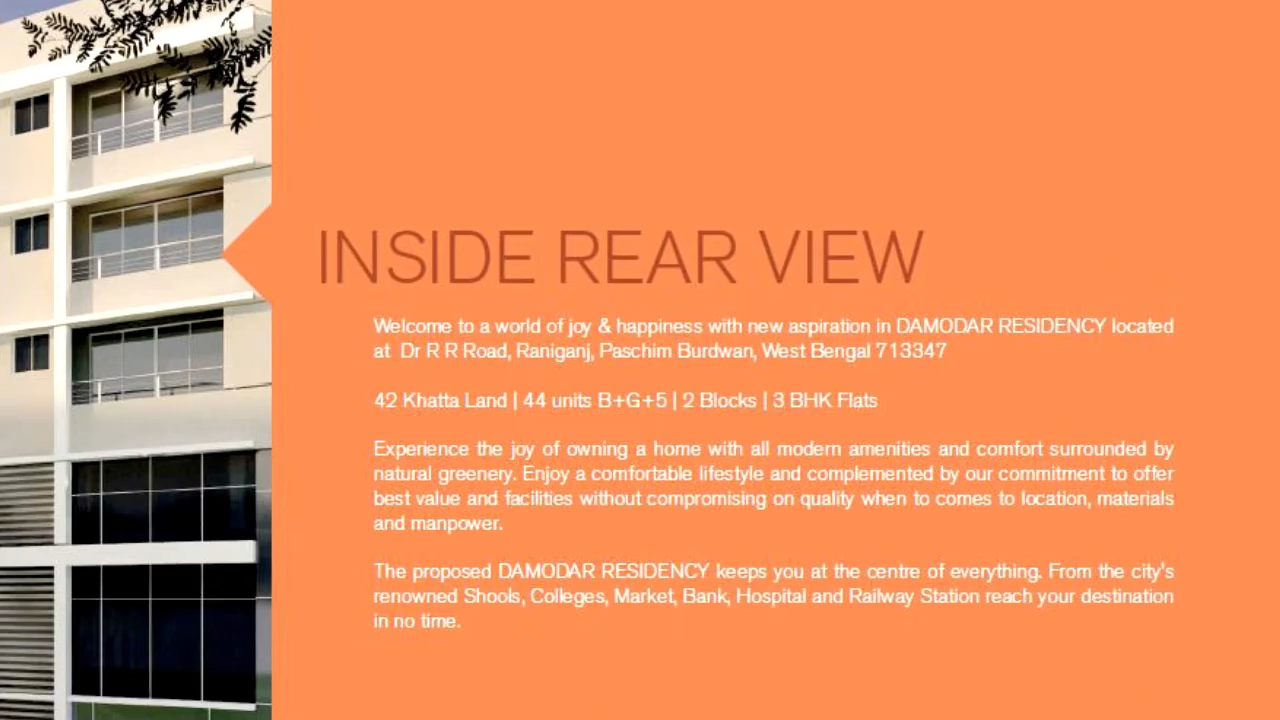 INSIDE REAR VIEW
Welcome to a world of joy & happiness with new aspiration in DAMODAR RESIDENCY located
at Dr R R Road, Raniganj, Paschim Burdwan, West Bengal 713347
42 Khatta Land | 44 units B+G+5 | 2 Blocks | 3 BHK Flats
Experience the joy of owning a home with all modern amenities and comfort surrounded by
natural greenery. Enjoy a comfortable lifestyle and complemented by our commitment to offer
best value and facilities without compromising on quality when to comes to location, materials
and manpower.
The proposed DAMODAR RESIDENCY keeps you at the centre of everything. From the city's
renowned Shools, Colleges, Market, Bank, Hospital and Railway Station reach your destination
in no time.